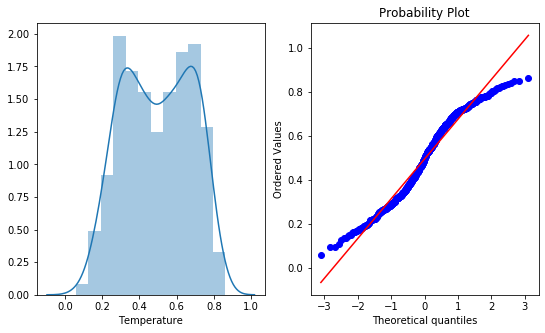 2.00
1.75
1.50
1.25
1.00
0.75
0.50
0.25
0.00
0.0 0.2 0.4 0.6 0.8 1.0
Temperature
Probability Plot
1.0
0.8
0.6
0.4
0.2
0.0
Ordered Values
−3 −2 −1 0 1 2 3
Theoretical quantiles